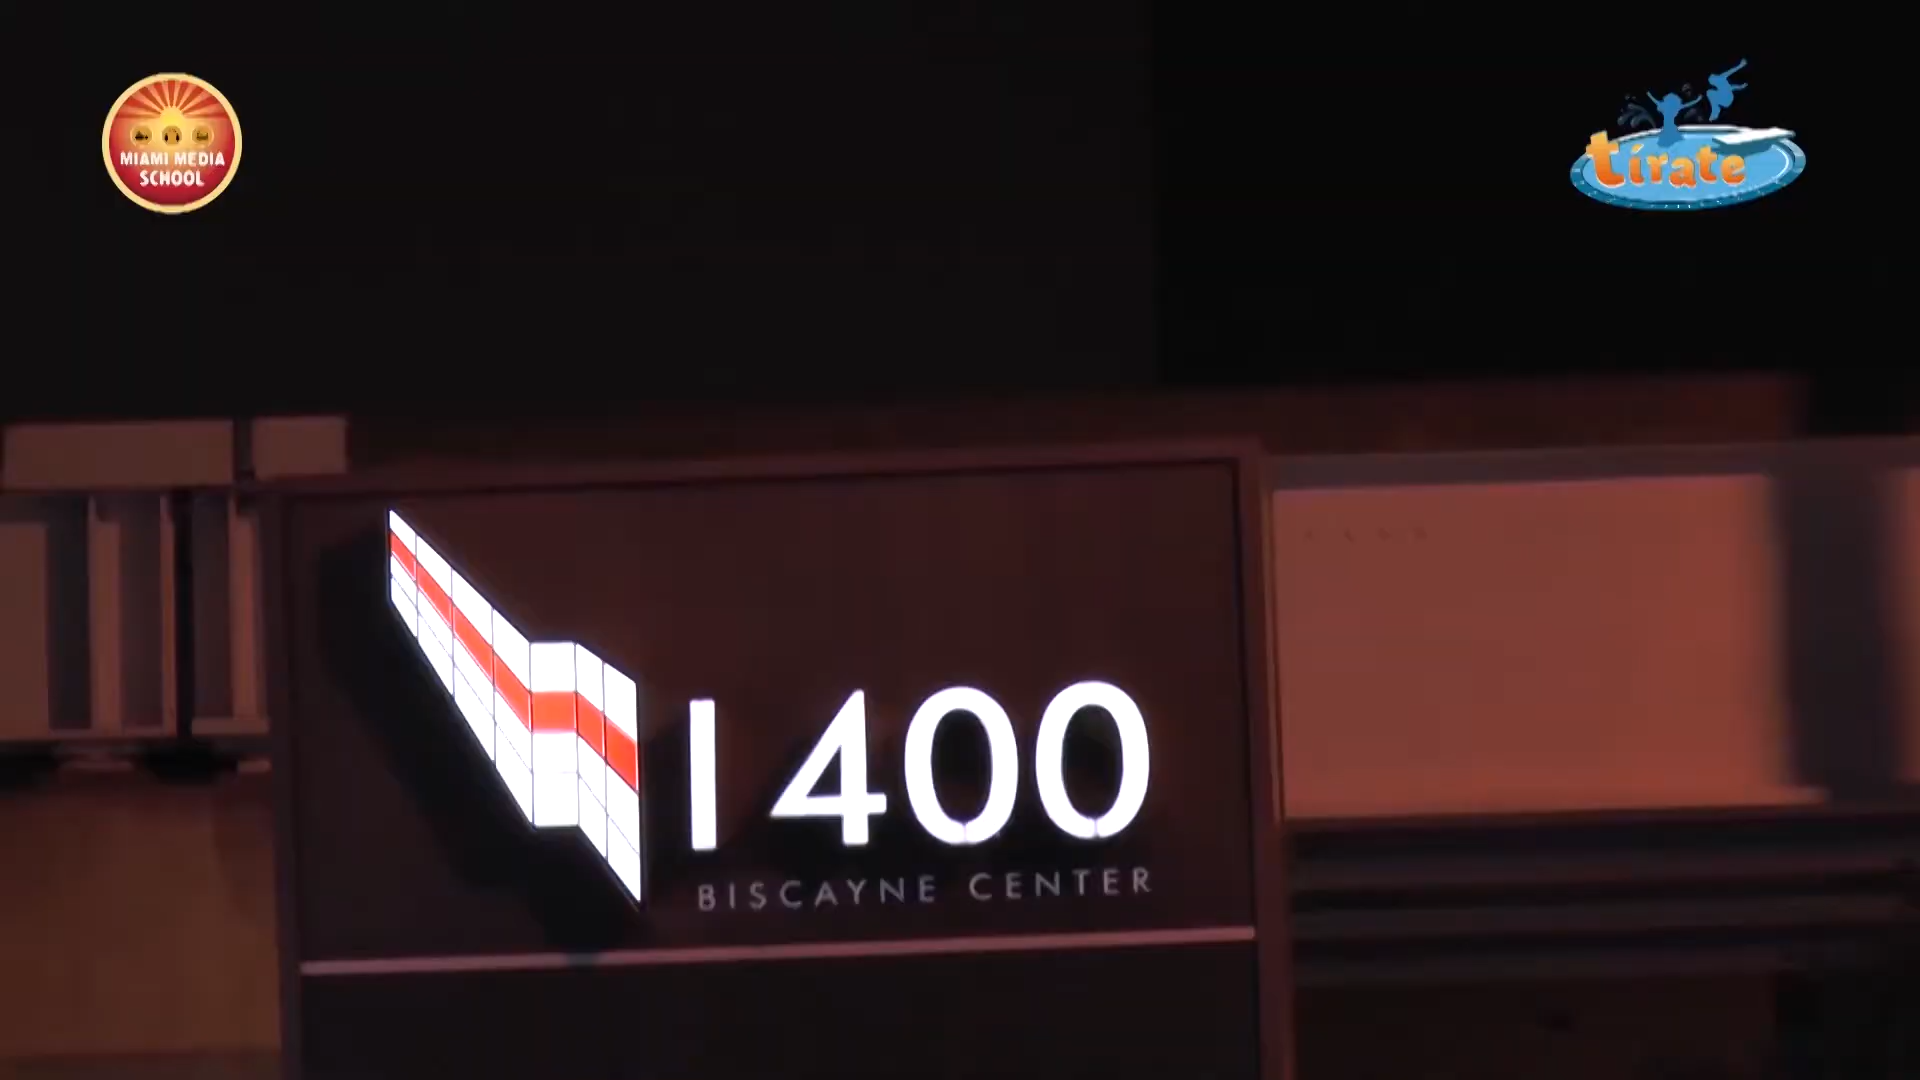 MIAMI MEDIA
SCHOOL
tírate
1400
BISCAYNE CENTER